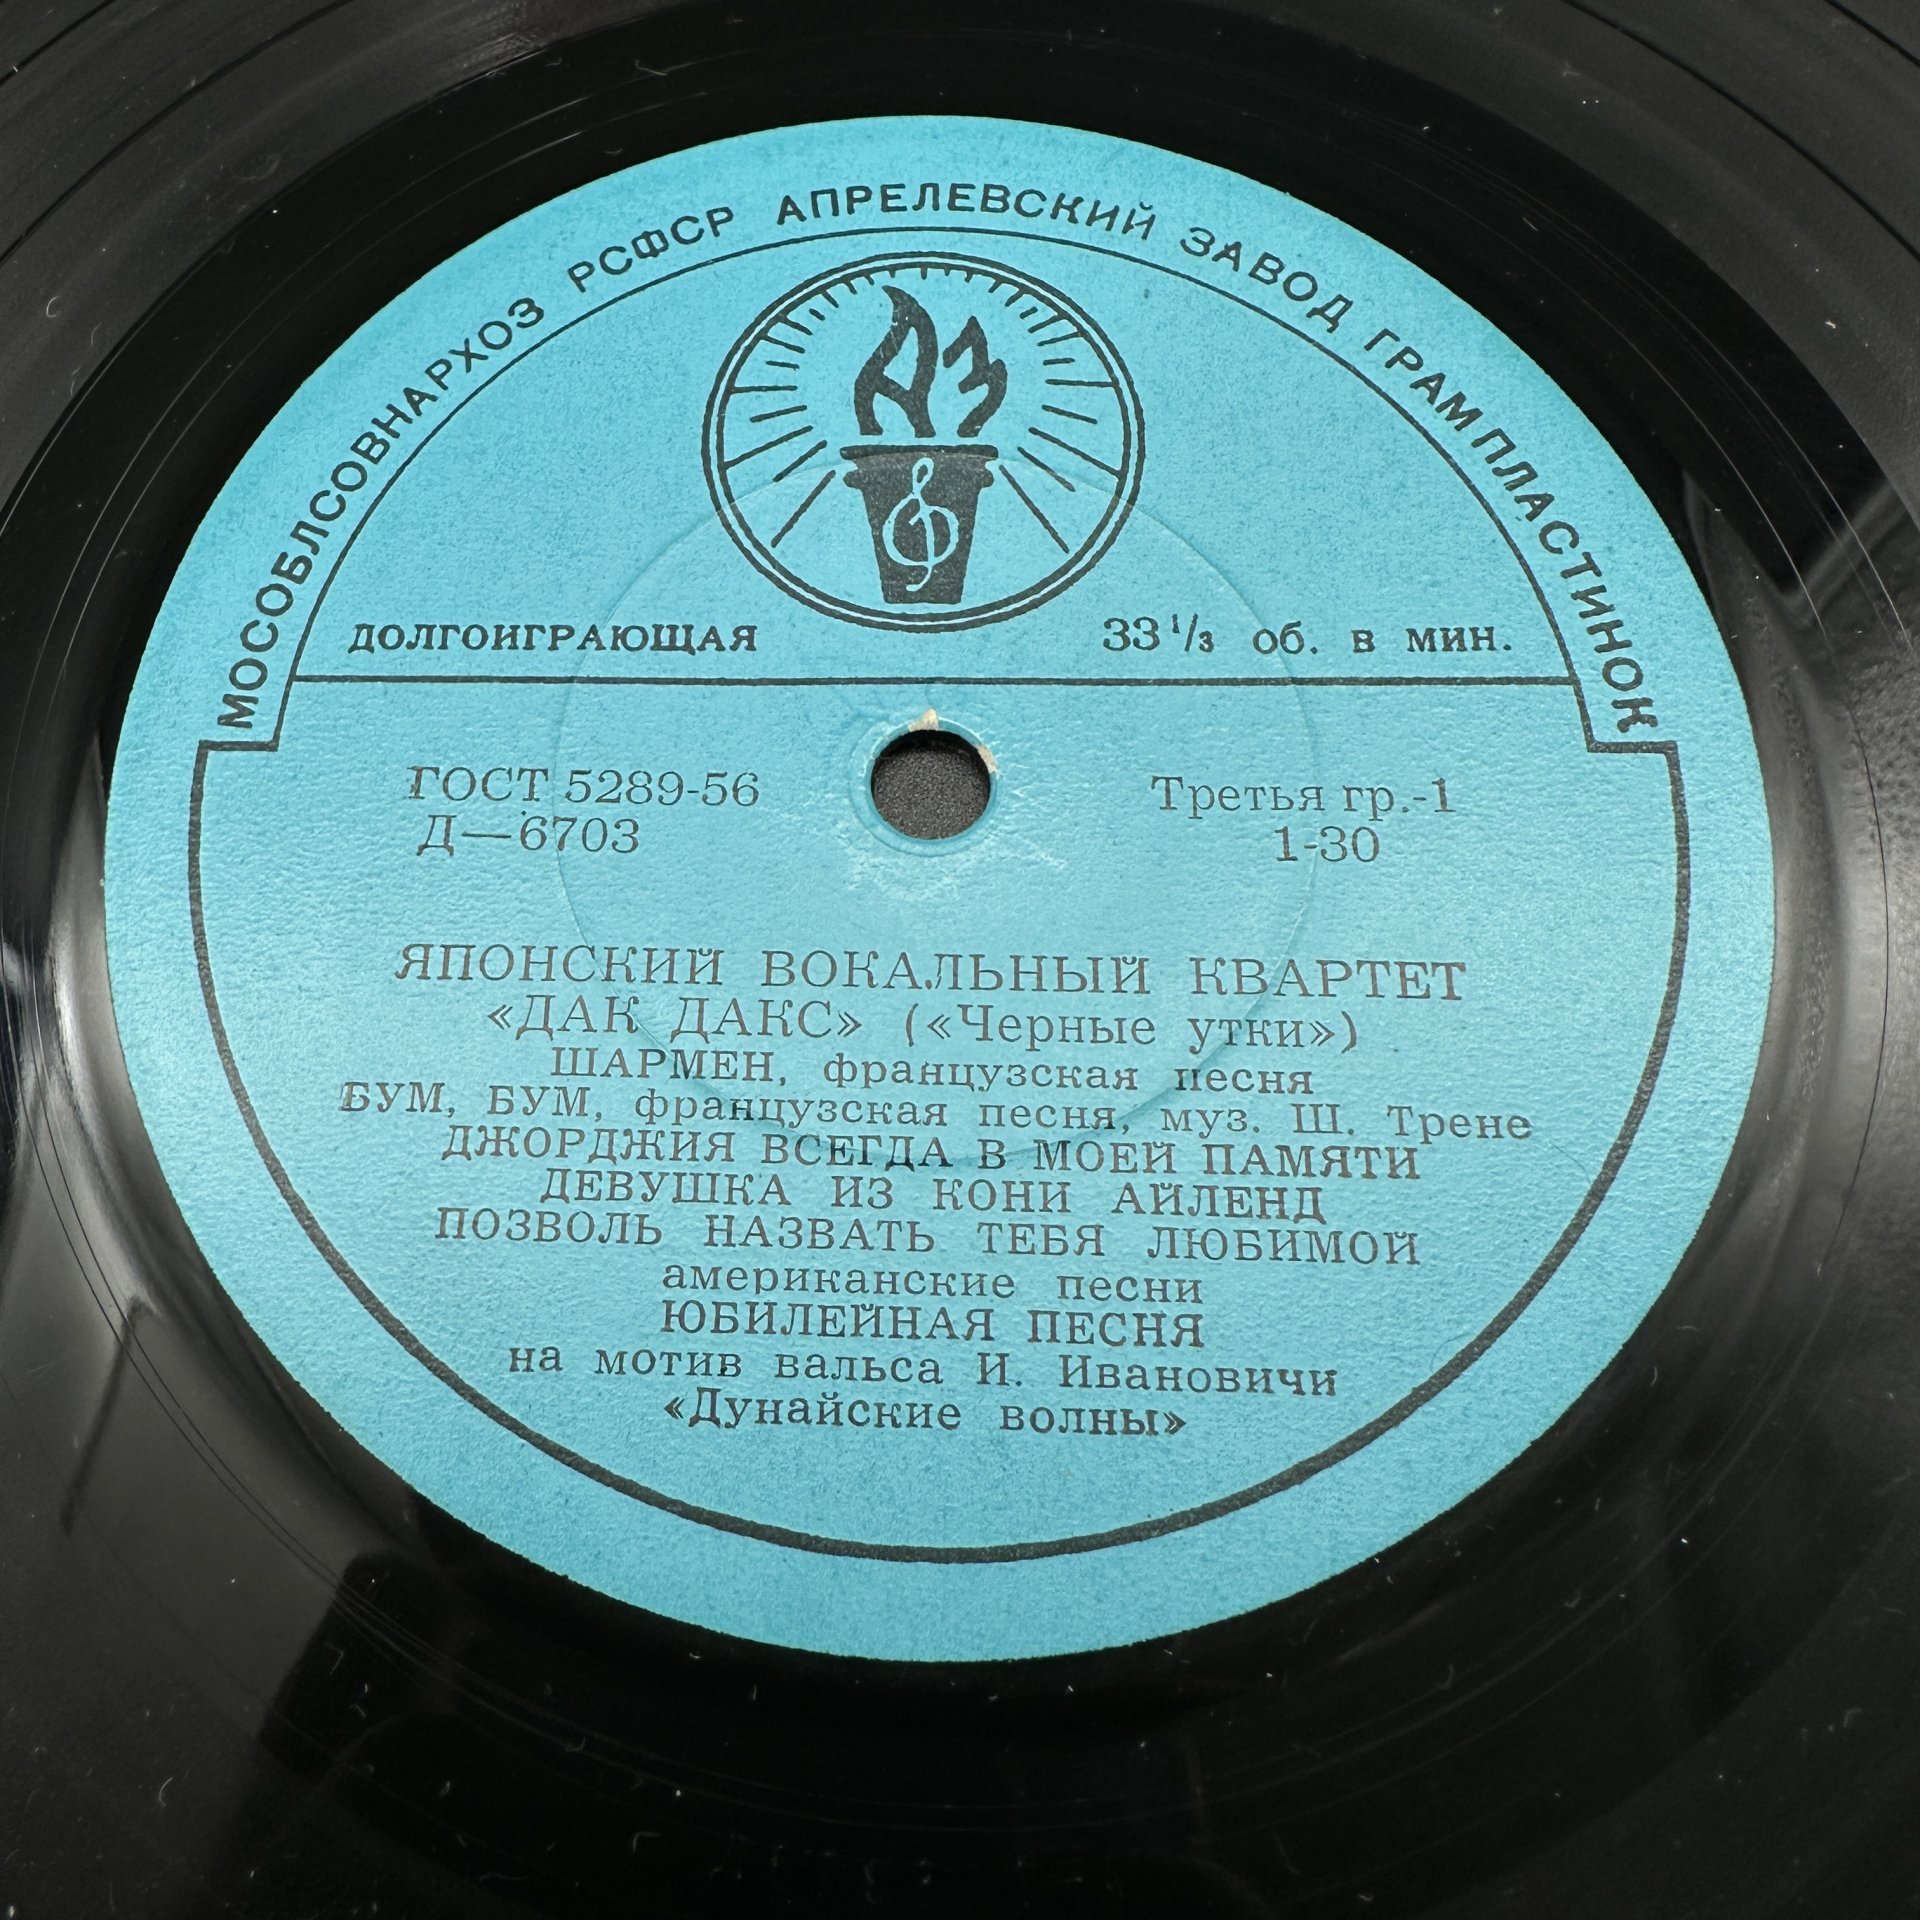 МОСОБЛСОВНАРХОЗ РСФСР АПРЕЛЕВСКИЙ ЗАВОД ГРАМПЛАСТИНОК
АЗ
ДОЛГОИГРАЮЩАЯ 33 1/3 об. в мин.
ГОСТ 5289-56 Третья гр.-1
Д—6703 1-30
ЯПОНСКИЙ ВОКАЛЬНЫЙ КВАРТЕТ
«ДАК ДАКС» («Черные утки»)
ШАРМЕН, французская песня
БУМ, БУМ, французская песня, муз. Ш. Трене
ДЖОРДЖИЯ ВСЕГДА В МОЕЙ ПАМЯТИ
ДЕВУШКА ИЗ КОНИ АЙЛЕНД
ПОЗВОЛЬ НАЗВАТЬ ТЕБЯ ЛЮБИМОЙ
американские песни
ЮБИЛЕЙНАЯ ПЕСНЯ
на мотив вальса И. Ивановичи
«Дунайские волны»